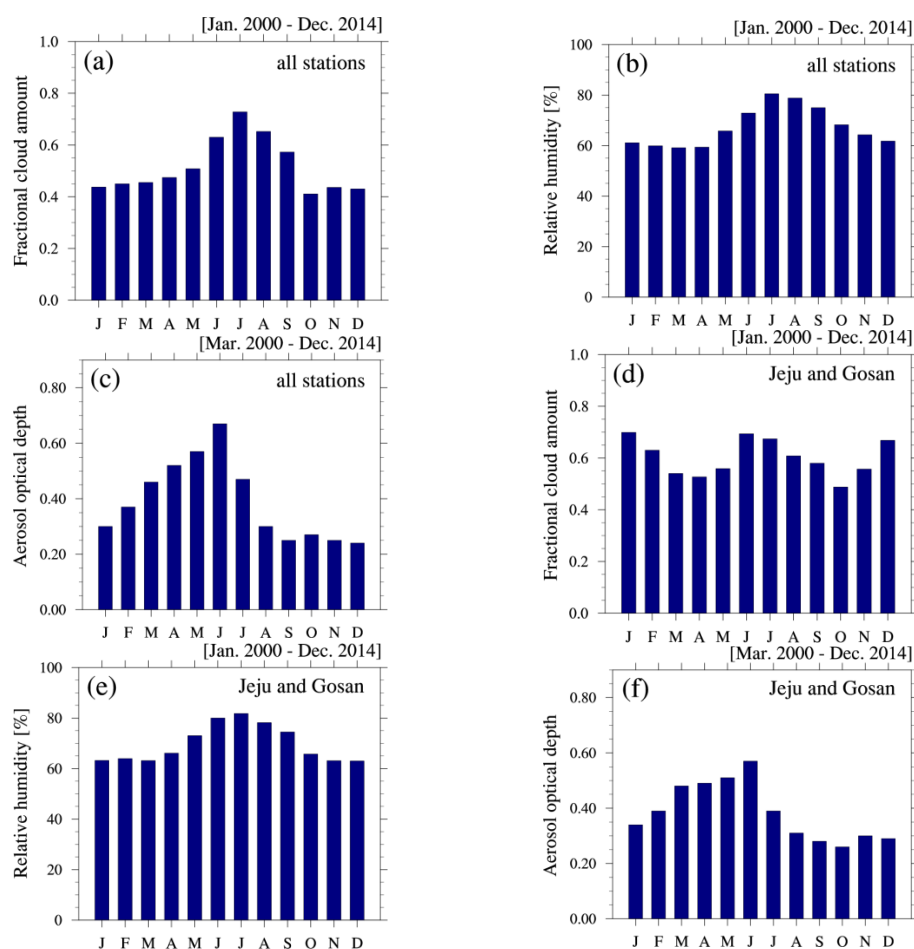 [Jan. 2000 - Dec. 2014]
(a)
all stations
Fractional cloud amount
1.0
0.8
0.6
0.4
0.2
0.0
J F M A M J J A S O N D
[Jan. 2000 - Dec. 2014]
(b)
all stations
Relative humidity [%]
100
80
60
40
20
0
J F M A M J J A S O N D
[Mar. 2000 - Dec. 2014]
(c)
all stations
Aerosol optical depth
0.80
0.60
0.40
0.20
0.00
J F M A M J J A S O N D
[Jan. 2000 - Dec. 2014]
(d)
Jeju and Gosan
Fractional cloud amount
1.0
0.8
0.6
0.4
0.2
0.0
J F M A M J J A S O N D
[Jan. 2000 - Dec. 2014]
(e)
Jeju and Gosan
Relative humidity [%]
100
80
60
40
20
0
J F M A M J J A S O N D
[Mar. 2000 - Dec. 2014]
(f)
Jeju and Gosan
Aerosol optical depth
0.80
0.60
0.40
0.20
0.00
J F M A M J J A S O N D